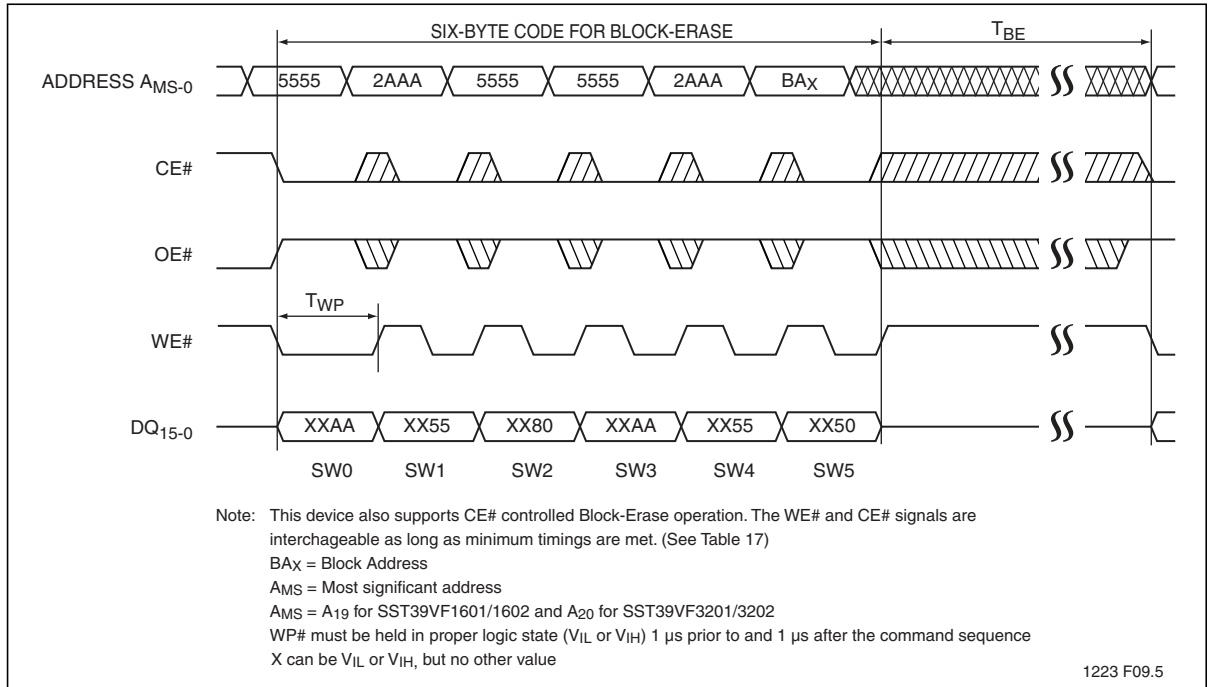 SIX-BYTE CODE FOR BLOCK-ERASE TBE
ADDRESS AMS-0 5555 2AAA 5555 5555 2AAA BAX
CE#
OE#
TWP
WE#
DQ15-0 XXAA XX55 XX80 XXAA XX55 XX50
SW0 SW1 SW2 SW3 SW4 SW5
Note: This device also supports CE# controlled Block-Erase operation. The WE# and CE# signals are
interchageable as long as minimum timings are met. (See Table 17)
BAX = Block Address
AMS = Most significant address
AMS = A19 for SST39VF1601/1602 and A20 for SST39VF3201/3202
WP# must be held in proper logic state (VIL or VIH) 1 µs prior to and 1 µs after the command sequence
X can be VIL or VIH, but no other value
1223 F09.5